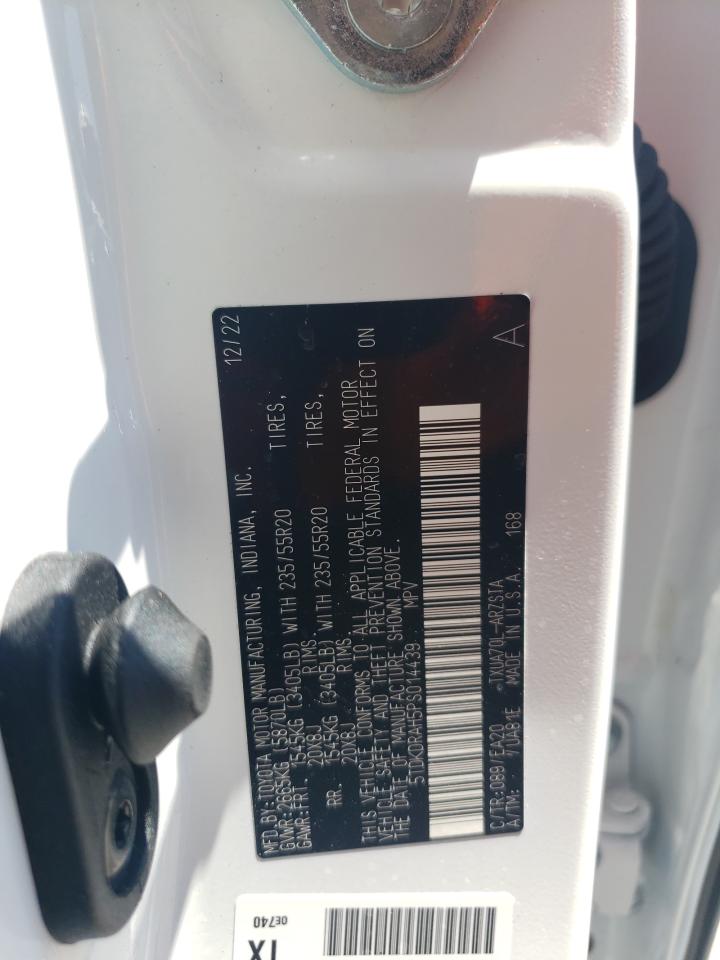 MFD.BY:TOYOTA MOTOR MANUFACTURING, INDIANA, INC. 12/22
GVWR:2665KG (5870LB)
GAWR:FRT 1545KG (3405LB) WITH 235/55R20 TIRES,
20X8J RIMS.
RR. 1545KG (3405LB) WITH 235/55R20 TIRES,
20X8J RIMS.
THIS VEHICLE CONFORMS TO ALL APPLICABLE FEDERAL MOTOR
VEHICLE SAFETY AND THEFT PREVENTION STANDARDS IN EFFECT ON
THE DATE OF MANUFACTURE SHOWN ABOVE.
5TDKDRAH5PS014439 MPV
C/TR:089/EA20 TXUA70L-ARZSTA
A/TM: /UA81E MADE IN U.S.A. 168 A
0E740
TX